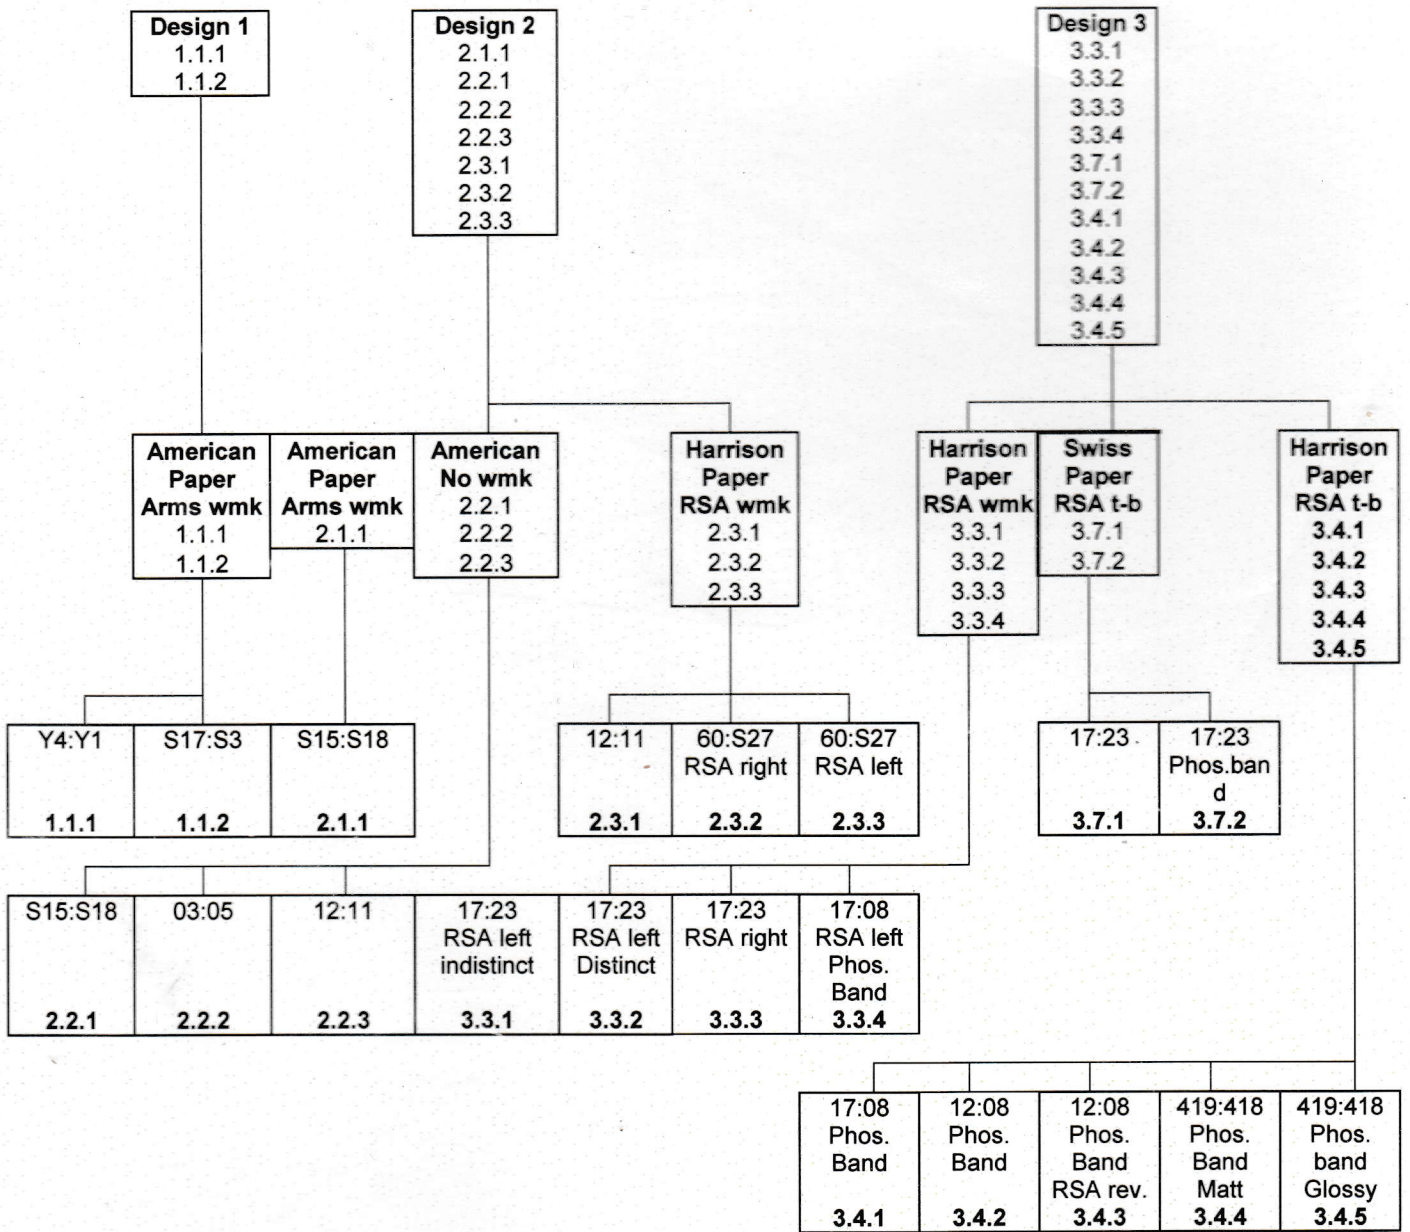 Design 1
1.1.1
1.1.2
Design 2
2.1.1
2.2.1
2.2.2
2.2.3
2.3.1
2.3.2
2.3.3
Design 3
3.3.1
3.3.2
3.3.3
3.3.4
3.7.1
3.7.2
3.4.1
3.4.2
3.4.3
3.4.4
3.4.5
American
Paper
Arms wmk
1.1.1
1.1.2
American
Paper
Arms wmk
2.1.1
American
No wmk
2.2.1
2.2.2
2.2.3
Harrison
Paper
RSA wmk
2.3.1
2.3.2
2.3.3
Harrison
Paper
RSA wmk
3.3.1
3.3.2
3.3.3
3.3.4
Swiss
Paper
RSA t-b
3.7.1
3.7.2
Harrison
Paper
RSA t-b
3.4.1
3.4.2
3.4.3
3.4.4
3.4.5
Y4:Y1
1.1.1
S17:S3
1.1.2
S15:S18
2.1.1
12:11
2.3.1
60:S27
RSA right
2.3.2
60:S27
RSA left
2.3.3
17:23
3.7.1
17:23
Phos.ban
d
3.7.2
S15:S18
2.2.1
03:05
2.2.2
12:11
2.2.3
17:23
RSA left
indistinct
3.3.1
17:23
RSA left
Distinct
3.3.2
17:23
RSA right
3.3.3
17:08
RSA left
Phos.
Band
3.3.4
17:08
Phos.
Band
3.4.1
12:08
Phos.
Band
3.4.2
12:08
Phos.
Band
RSA rev.
3.4.3
419:418
Phos.
Band
Matt
3.4.4
419:418
Phos.
band
Glossy
3.4.5